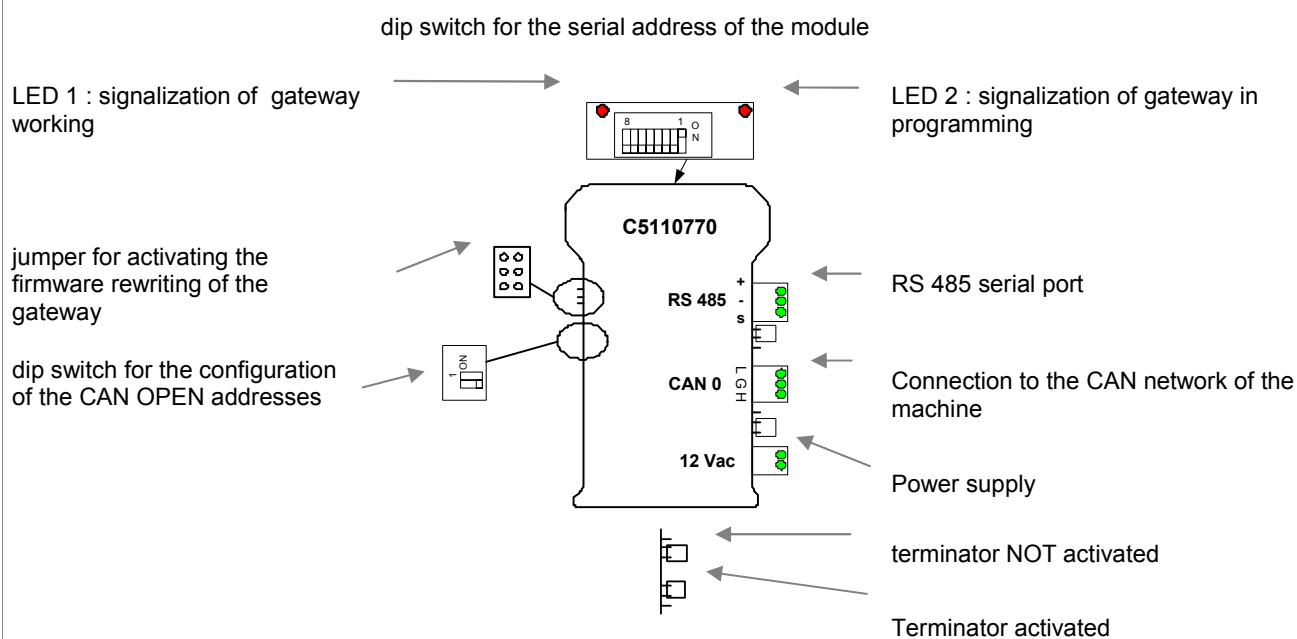 dip switch for the serial address of the module
LED 1 : signalization of  gateway
working
LED 2 : signalization of gateway in
programming
8 1 O
N
C5110770
jumper for activating the
firmware rewriting of the
gateway
+
RS 485 -
s
RS 485 serial port
dip switch for the configuration
of the CAN OPEN addresses
1 ON
CAN 0 L G H
Connection to the CAN network of the
machine
12 Vac
Power supply
terminator NOT activated
Terminator activated